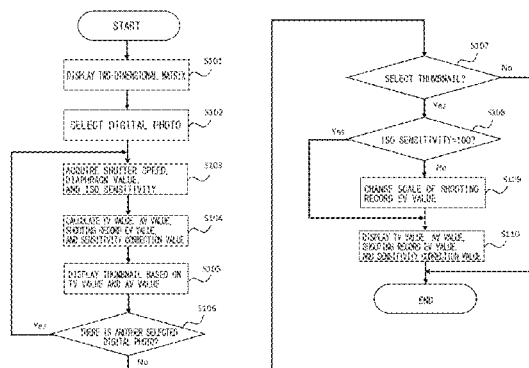 START
S101
DISPLAY TWO-DIMENSIONAL MATRIX
S102
SELECT DIGITAL PHOTO
S103
ACQUIRE SHUTTER SPEED,
DIAPHRAGM VALUE,
AND ISO SENSITIVITY
S104
CALCULATE TV VALUE, AV VALUE,
SHOOTING RECORD EV VALUE,
AND SENSITIVITY CORRECTION VALUE
S105
DISPLAY THUMBNAIL BASED ON
TV VALUE AND AV VALUE
S106
Yes
THERE IS ANOTHER SELECTED
DIGITAL PHOTO?
No
S107
SELECT THUMBNAIL?
No
Yes
S108
Yes
ISO SENSITIVITY=100?
No
S109
CHANGE SCALE OF SHOOTING
RECORD EV VALUE
S110
DISPLAY TV VALUE, AV VALUE,
SHOOTING RECORD EV VALUE,
AND SENSITIVITY CORRECTION VALUE
END